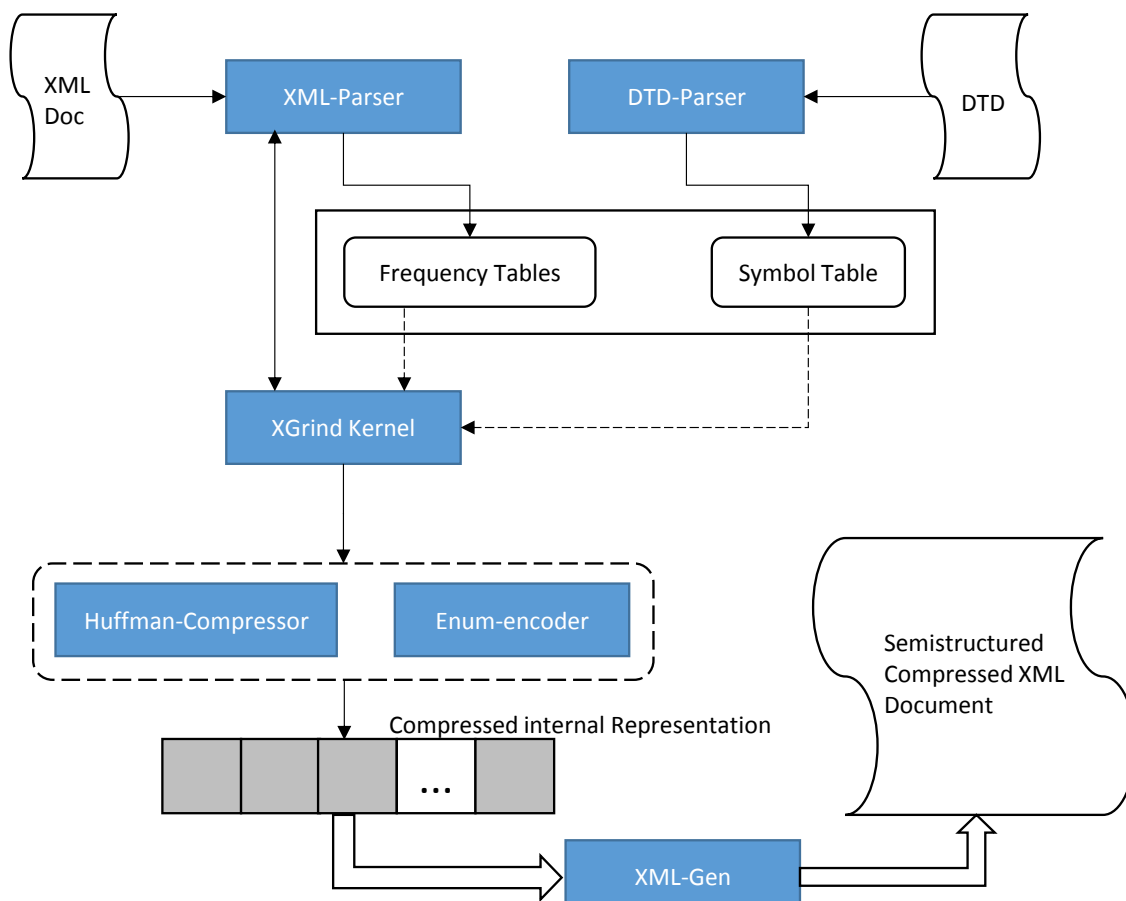 XML
Doc
XML-Parser
DTD-Parser
DTD
Frequency Tables
Symbol Table
XGrind Kernel
Huffman-Compressor
Enum-encoder
Semistructured
Compressed XML
Document
Compressed internal Representation
...
XML-Gen